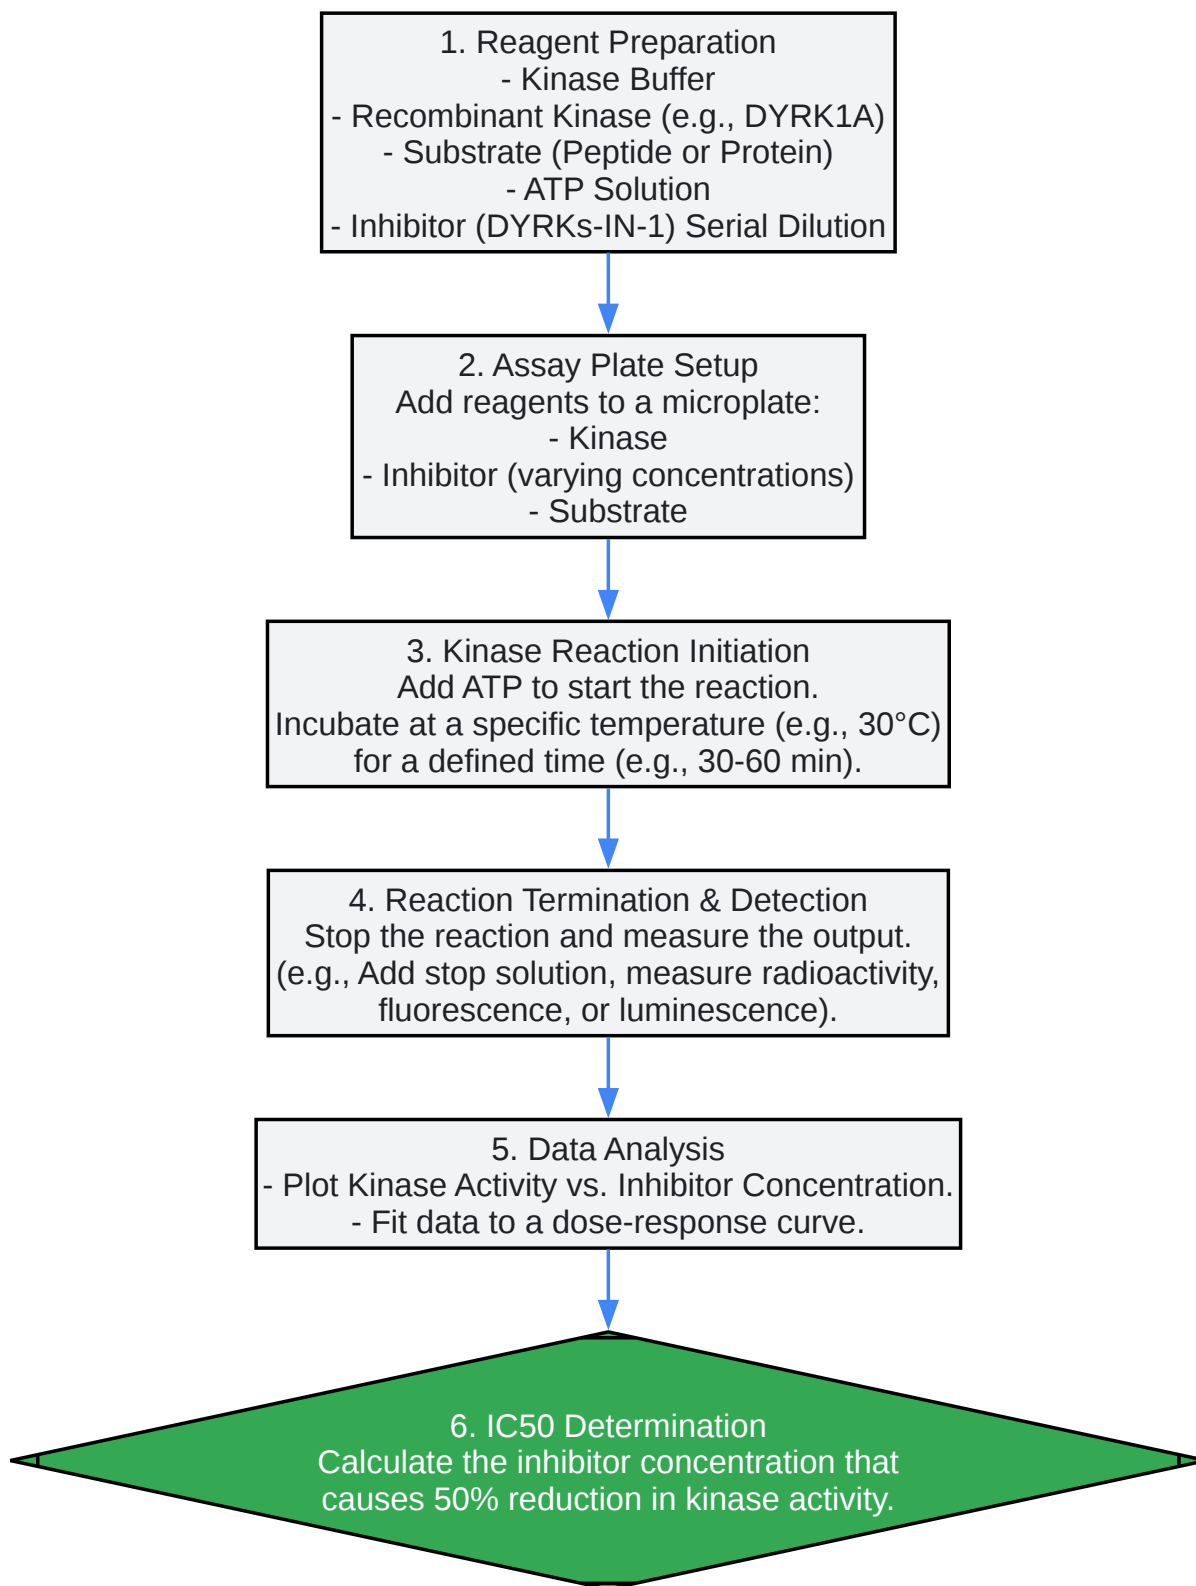 1. Reagent Preparation
- Kinase Buffer
- Recombinant Kinase (e.g., DYRK1A)
- Substrate (Peptide or Protein)
- ATP Solution
- Inhibitor (DYRKs-IN-1) Serial Dilution
2. Assay Plate Setup
Add reagents to a microplate:
- Kinase
- Inhibitor (varying concentrations)
- Substrate
3. Kinase Reaction Initiation
Add ATP to start the reaction.
Incubate at a specific temperature (e.g., 30°C)
for a defined time (e.g., 30-60 min).
4. Reaction Termination & Detection
Stop the reaction and measure the output.
(e.g., Add stop solution, measure radioactivity,
fluorescence, or luminescence).
5. Data Analysis
- Plot Kinase Activity vs. Inhibitor Concentration.
- Fit data to a dose-response curve.
6. IC50 Determination
Calculate the inhibitor concentration that
causes 50% reduction in kinase activity.